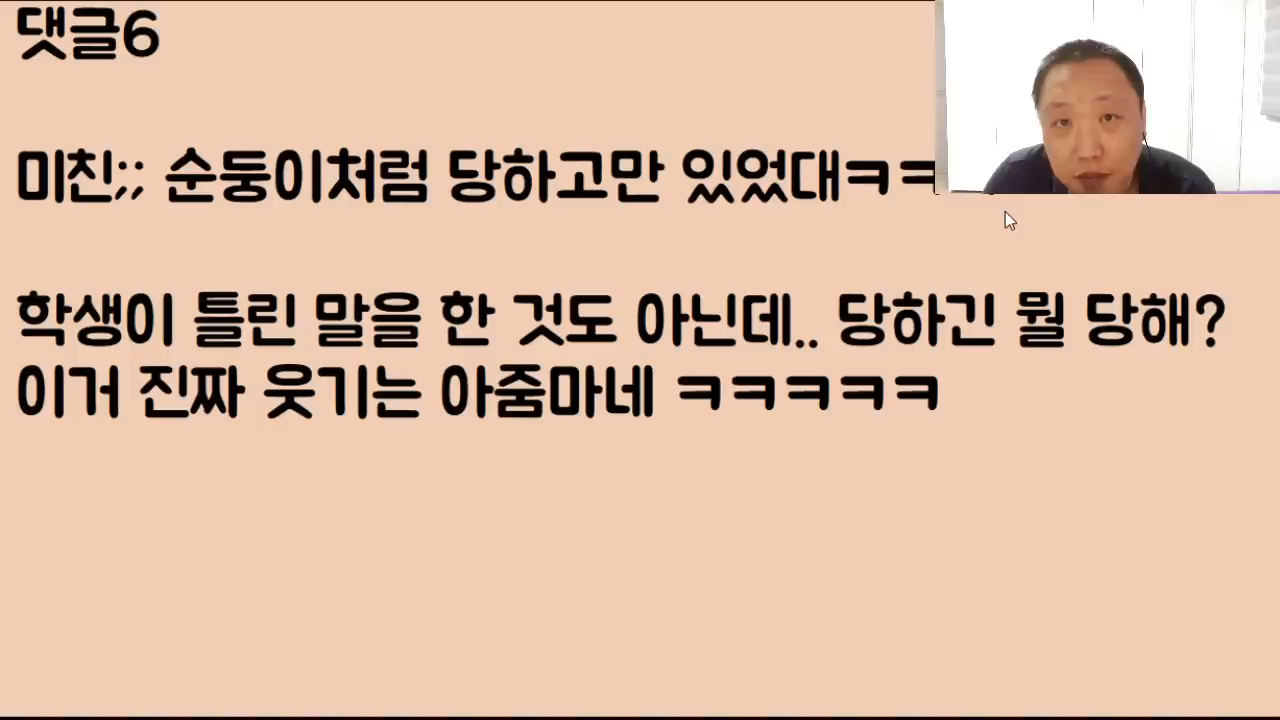 댓글6
미친;; 순둥이처럼 당하고만 있었대ㅋㅋ
학생이 틀린 말을 한 것도 아닌데.. 당하긴 뭘 당해?
이거 진짜 웃기는 아줌마네 ㅋㅋㅋㅋㅋ